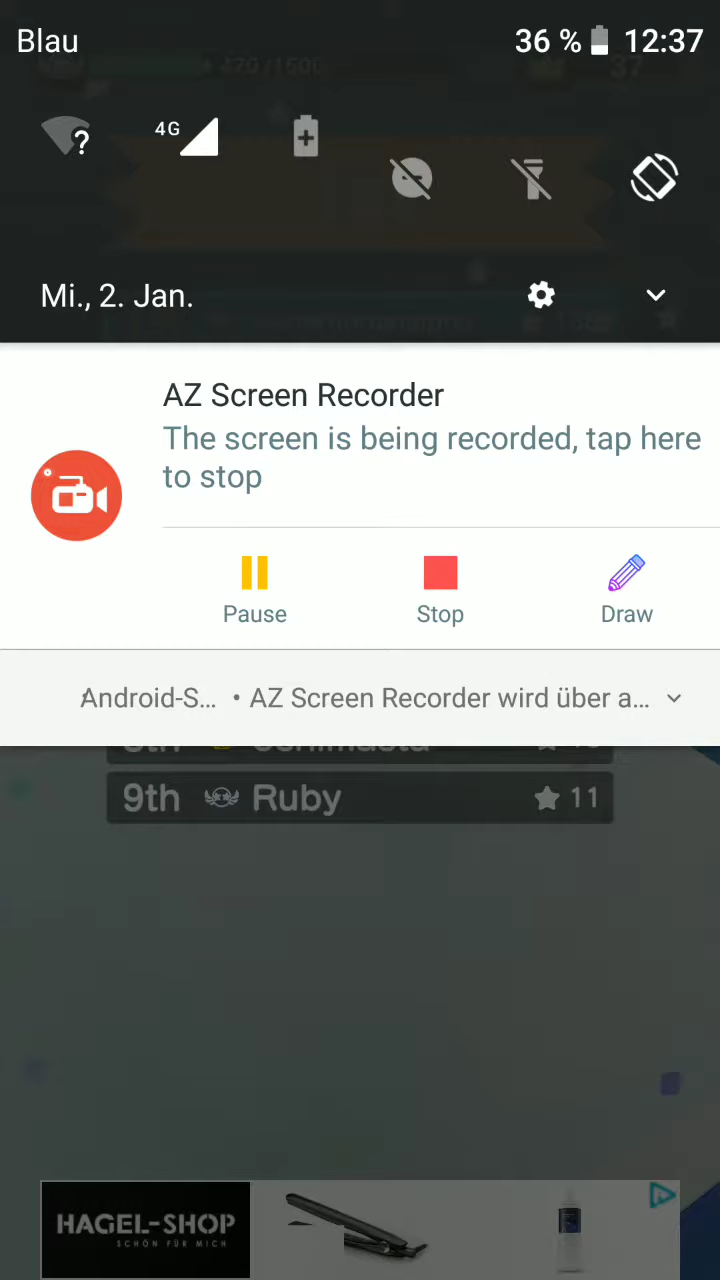 Blau
36 % 12:37
4G
Mi., 2. Jan.
AZ Screen Recorder
The screen is being recorded, tap here
to stop
Pause Stop Draw
Android-S... • AZ Screen Recorder wird über a...
9th Ruby 11
HAGEL-SHOP
SCHÖN FÜR MICH